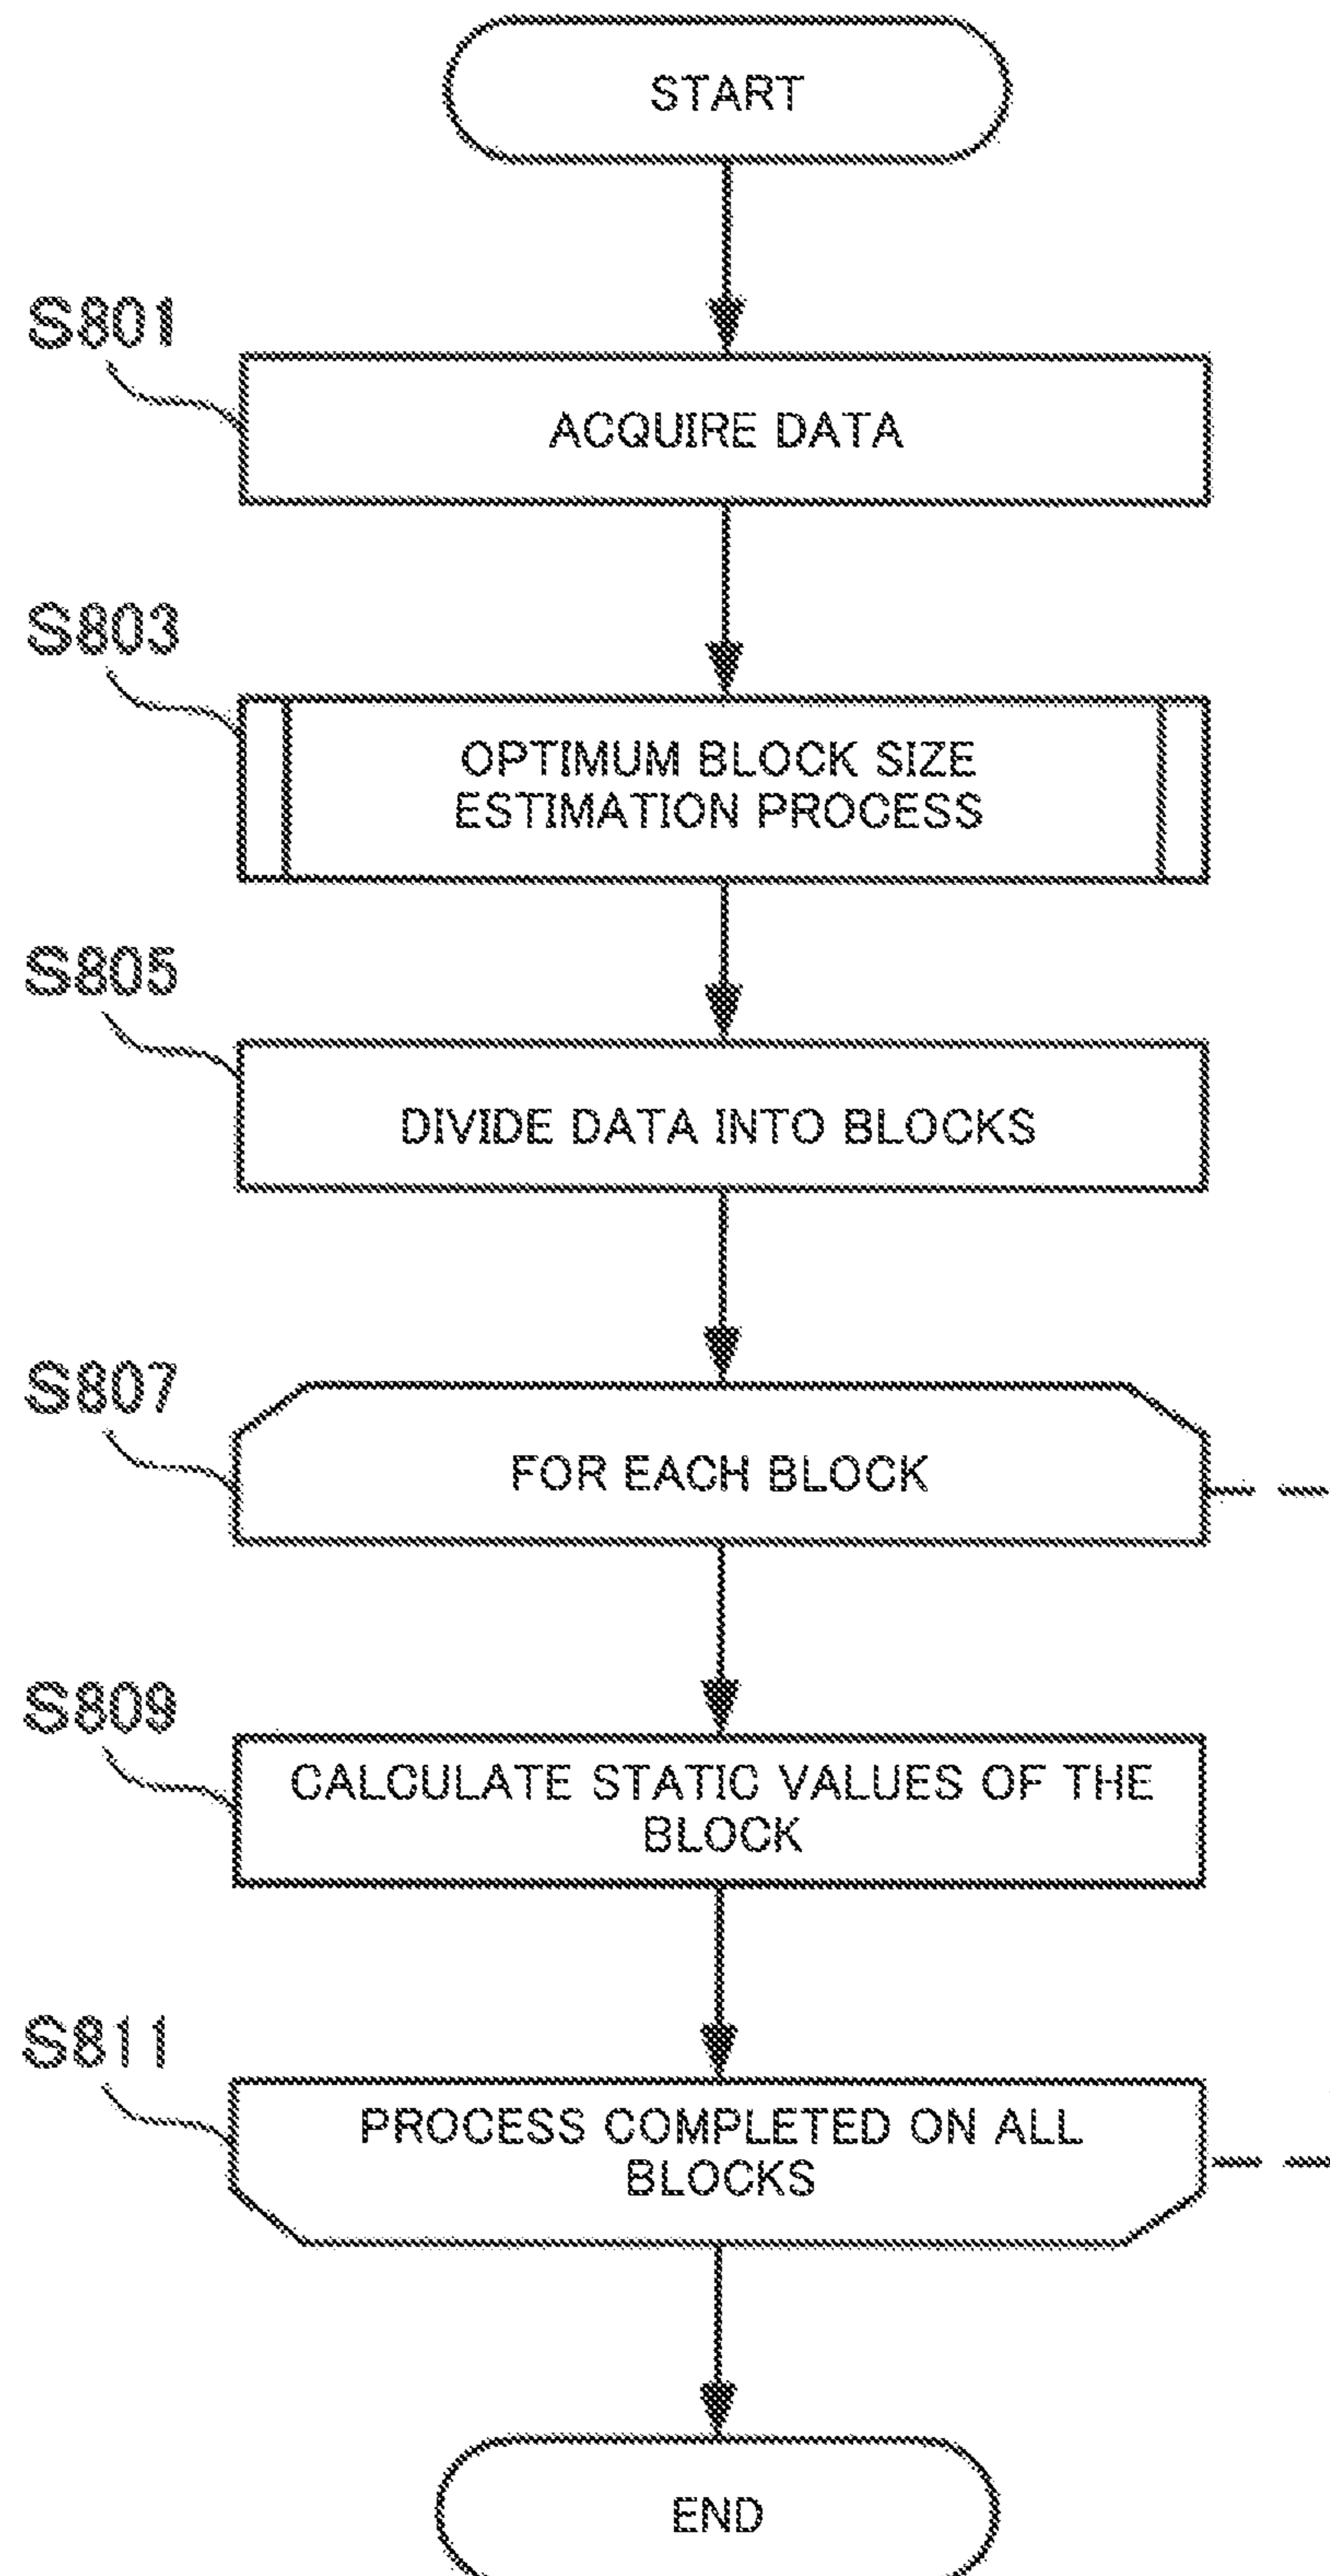 START
S801
ACQUIRE DATA
S803
OPTIMUM BLOCK SIZE
ESTIMATION PROCESS
S805
DIVIDE DATA INTO BLOCKS
S807
FOR EACH BLOCK
S809
CALCULATE STATIC VALUES OF THE
BLOCK
S811
PROCESS COMPLETED ON ALL
BLOCKS
END